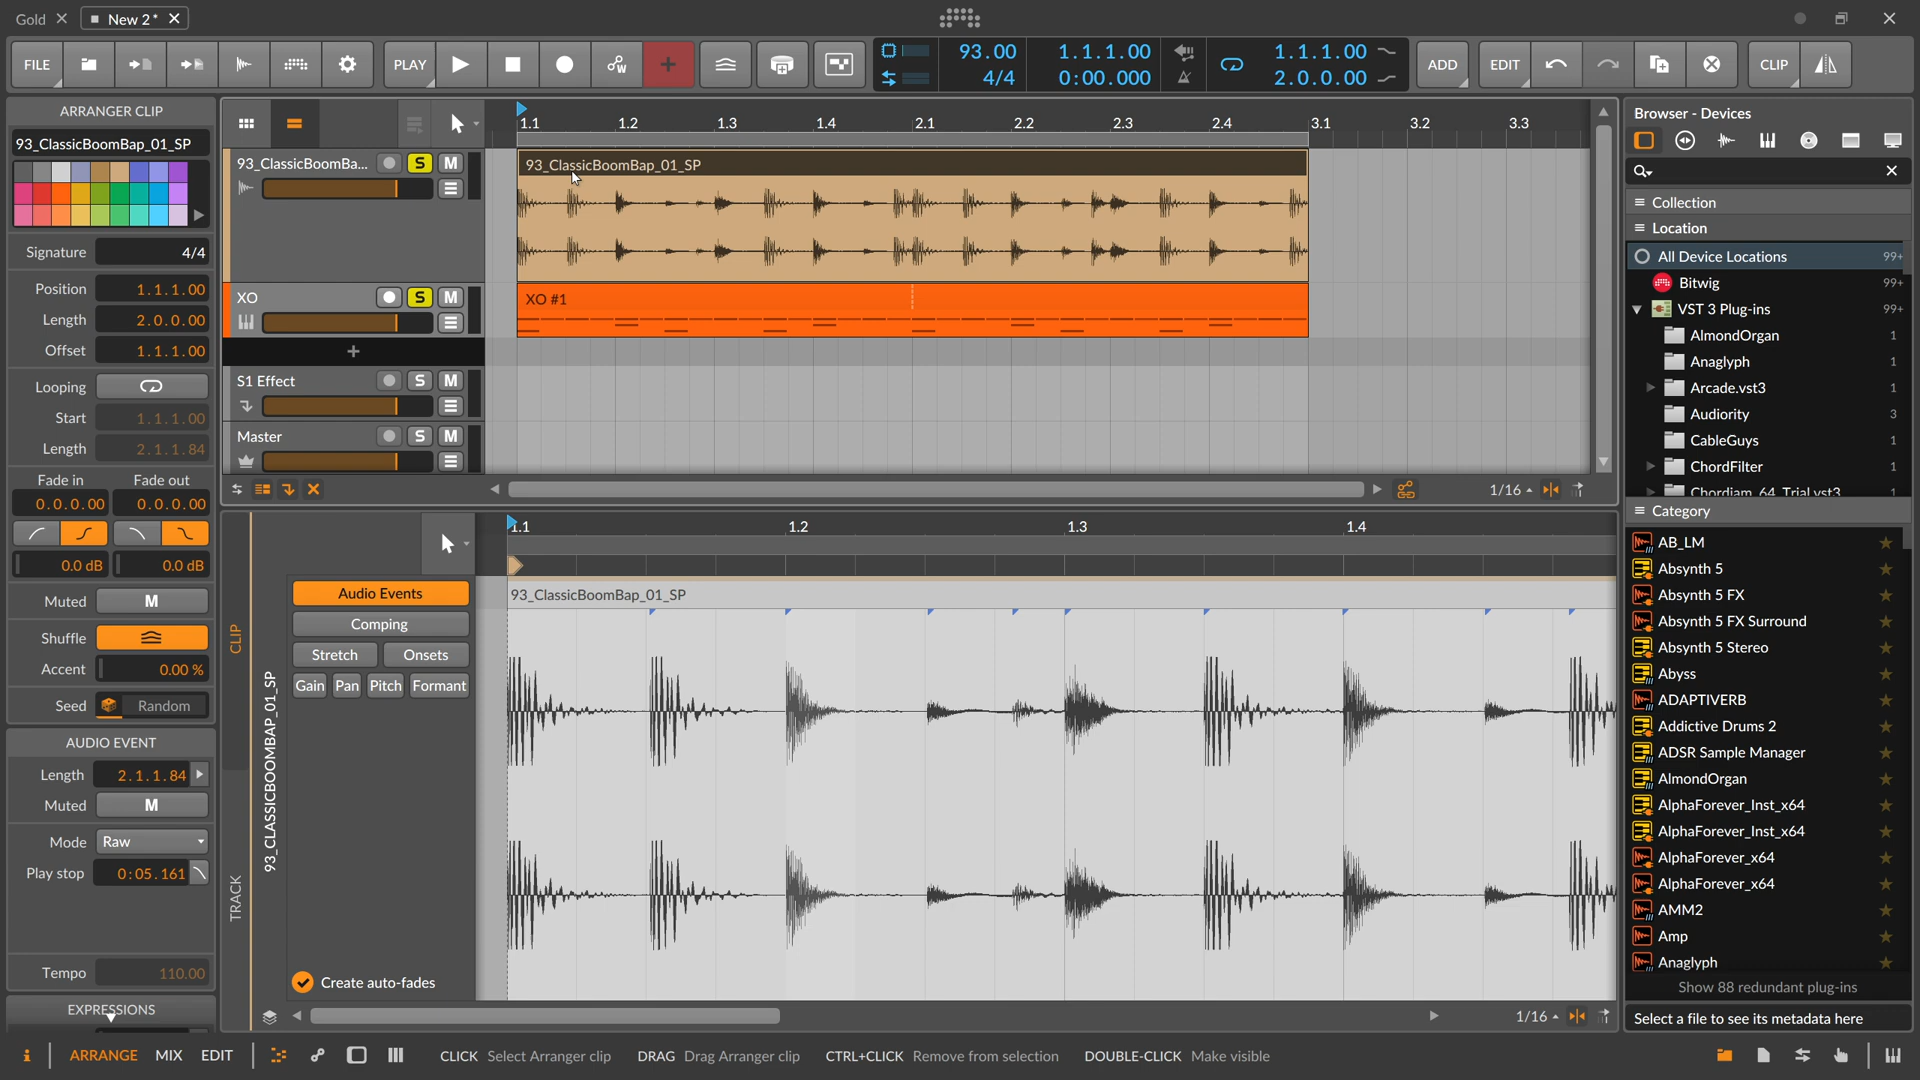 Gold
New 2*
FILE
PLAY
93.00
4/4
1.1.1.00
0:00.000
1.1.1.00
2.0.0.00
ADD
EDIT
CLIP
ARRANGER CLIP
93_ClassicBoomBap_01_SP
Signature 4/4
Position 1.1.1.00
Length 2.0.0.00
Offset 1.1.1.00
Looping
Start 1.1.1.00
Length 2.1.1.84
Fade in Fade out
0.0.0.00 0.0.0.00
0.0 dB 0.0 dB
Muted M
Shuffle
Accent 0.00 %
Seed Random
AUDIO EVENT
Length 2.1.1.84
Muted M
Mode Raw
Play stop 0:05.161
Tempo 110.00
EXPRESSIONS
1.1 1.2 1.3 1.4 2.1 2.2 2.3 2.4 3.1 3.2 3.3
93_ClassicBoomBa... S M
93_ClassicBoomBap_01_SP
XO S M
XO #1
+
S1 Effect S M
Master S M
1/16
CLIP
TRACK
93_CLASSICBOOMBAP_01_SP
1.1 1.2 1.3 1.4
Audio Events
Comping
Stretch Onsets
Gain Pan Pitch Formant
93_ClassicBoomBap_01_SP
Create auto-fades
1/16
Browser - Devices
Collection
Location
All Device Locations 99+
Bitwig 99+
VST 3 Plug-ins 99+
AlmondOrgan 1
Anaglyph 1
Arcade.vst3 1
Audiority 3
CableGuys 1
ChordFilter 1
Chordjam_64_Trial.vst3 1
Category
AB_LM
Absynth 5
Absynth 5 FX
Absynth 5 FX Surround
Absynth 5 Stereo
Abyss
ADAPTIVERB
Addictive Drums 2
ADSR Sample Manager
AlmondOrgan
AlphaForever_Inst_x64
AlphaForever_Inst_x64
AlphaForever_x64
AlphaForever_x64
AMM2
Amp
Anaglyph
Show 88 redundant plug-ins
Select a file to see its metadata here
i ARRANGE MIX EDIT
CLICK Select Arranger clip DRAG Drag Arranger clip CTRL+CLICK Remove from selection DOUBLE-CLICK Make visible